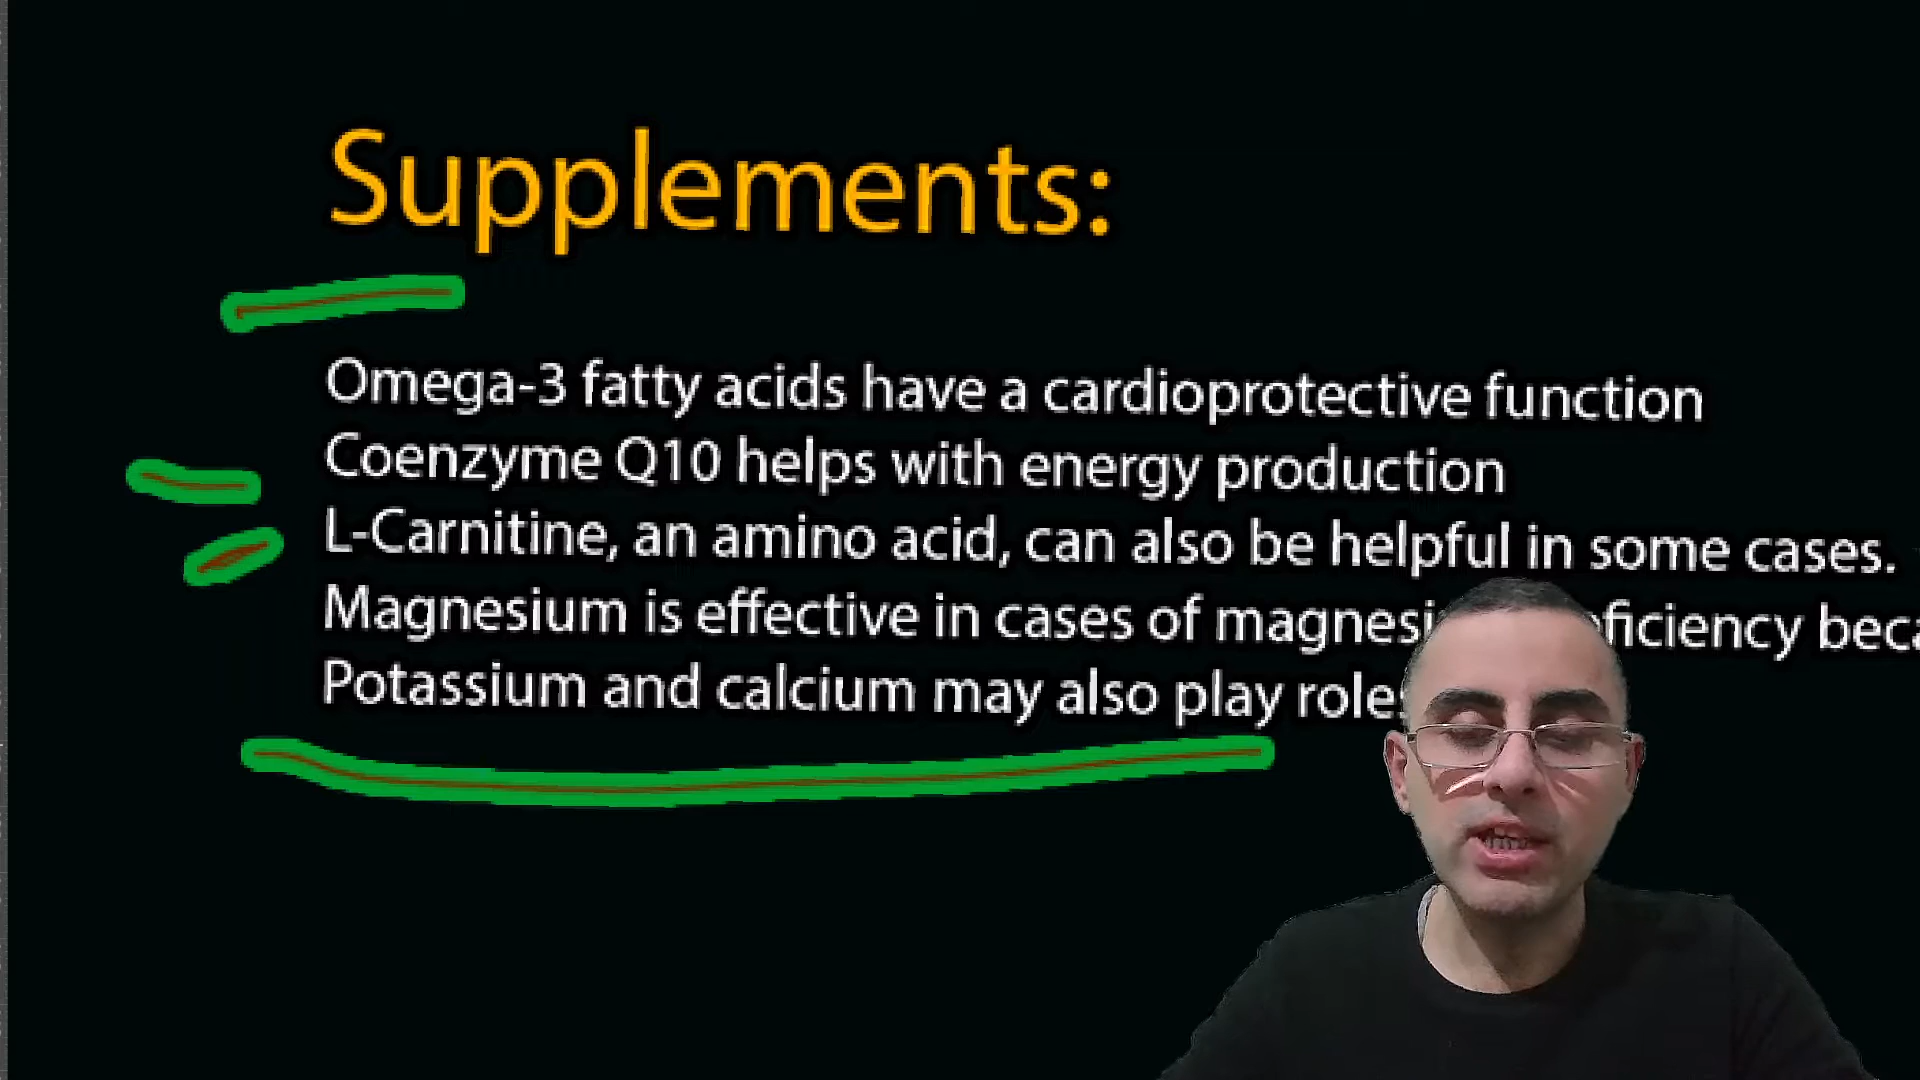 Supplements:
Omega-3 fatty acids have a cardioprotective function
Coenzyme Q10 helps with energy production
L-Carnitine, an amino acid, can also be helpful in some cases.
Magnesium is effective in cases of
Potassium and calcium may also play roles